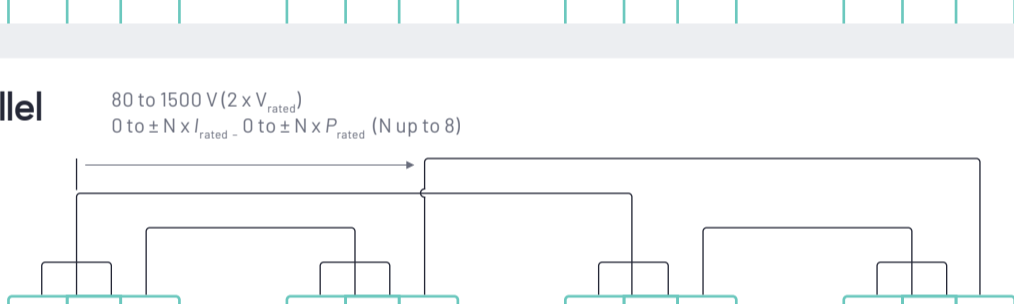 llel
80 to 1500 V (2 x Vrated)
0 to ± N x Irated - 0 to ± N x Prated (N up to 8)